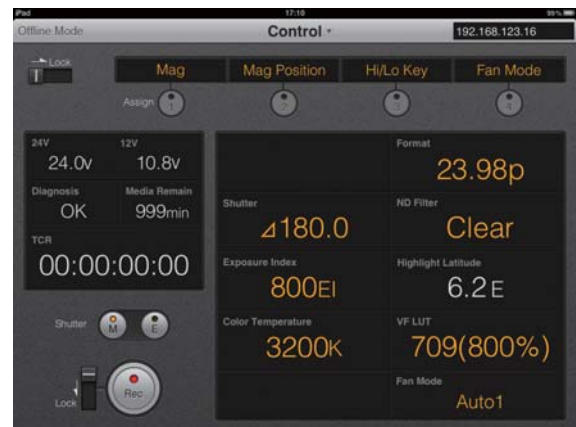 iPad 17:10 99%
Offline Mode Control 192.168.123.16
Lock
Mag Mag Position Hi/Lo Key Fan Mode
Assign 1 2 3 4
24V 12V
24.0v 10.8v
Diagnosis Media Remain
OK 999min
TCR
00:00:00:00
Shutter M E
Lock Rec
Format
23.98p
Shutter ND Filter
⊿180.0 Clear
Exposure Index Highlight Latitude
800EI 6.2E
Color Temperature VF LUT
3200K 709(800%)
Fan Mode
Auto1